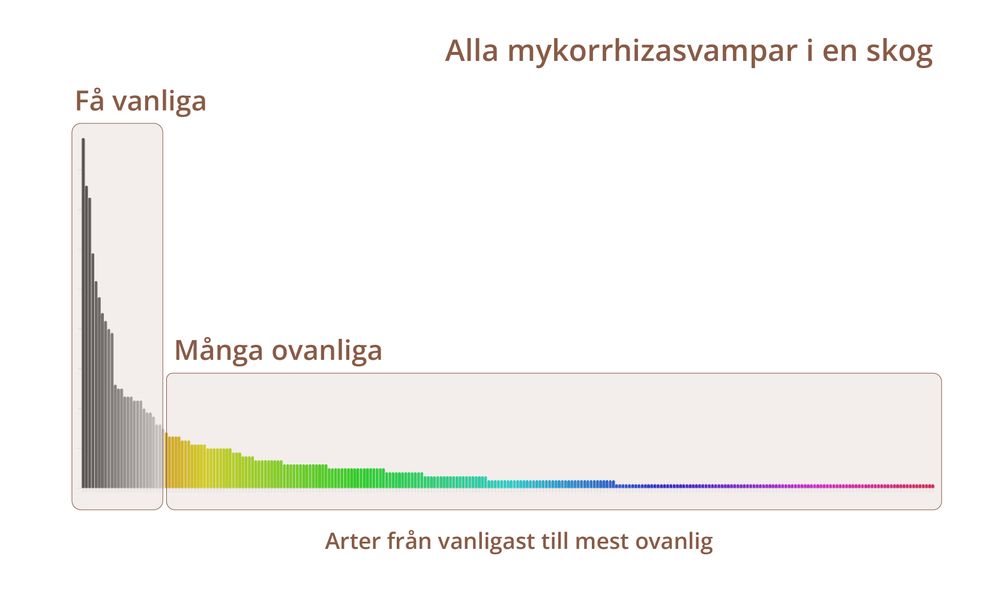 Alla mykorrhizasvampar i en skog
Få vanliga
Många ovanliga
Arter från vanligast till mest ovanlig